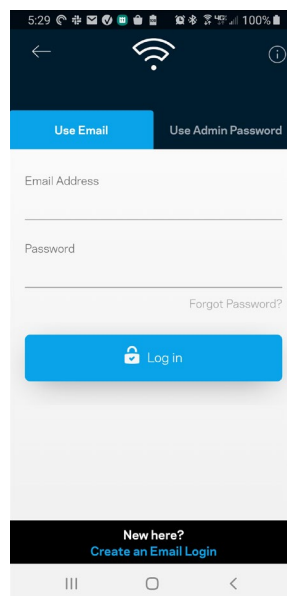 5:29 100%
Use Email Use Admin Password
Email Address
Password
Forgot Password?
Log in
New here?
Create an Email Login